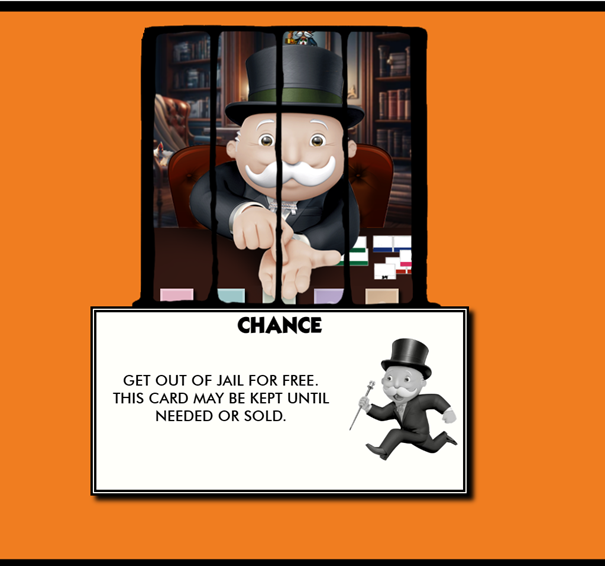 CHANCE
GET OUT OF JAIL FOR FREE.
THIS CARD MAY BE KEPT UNTIL
NEEDED OR SOLD.